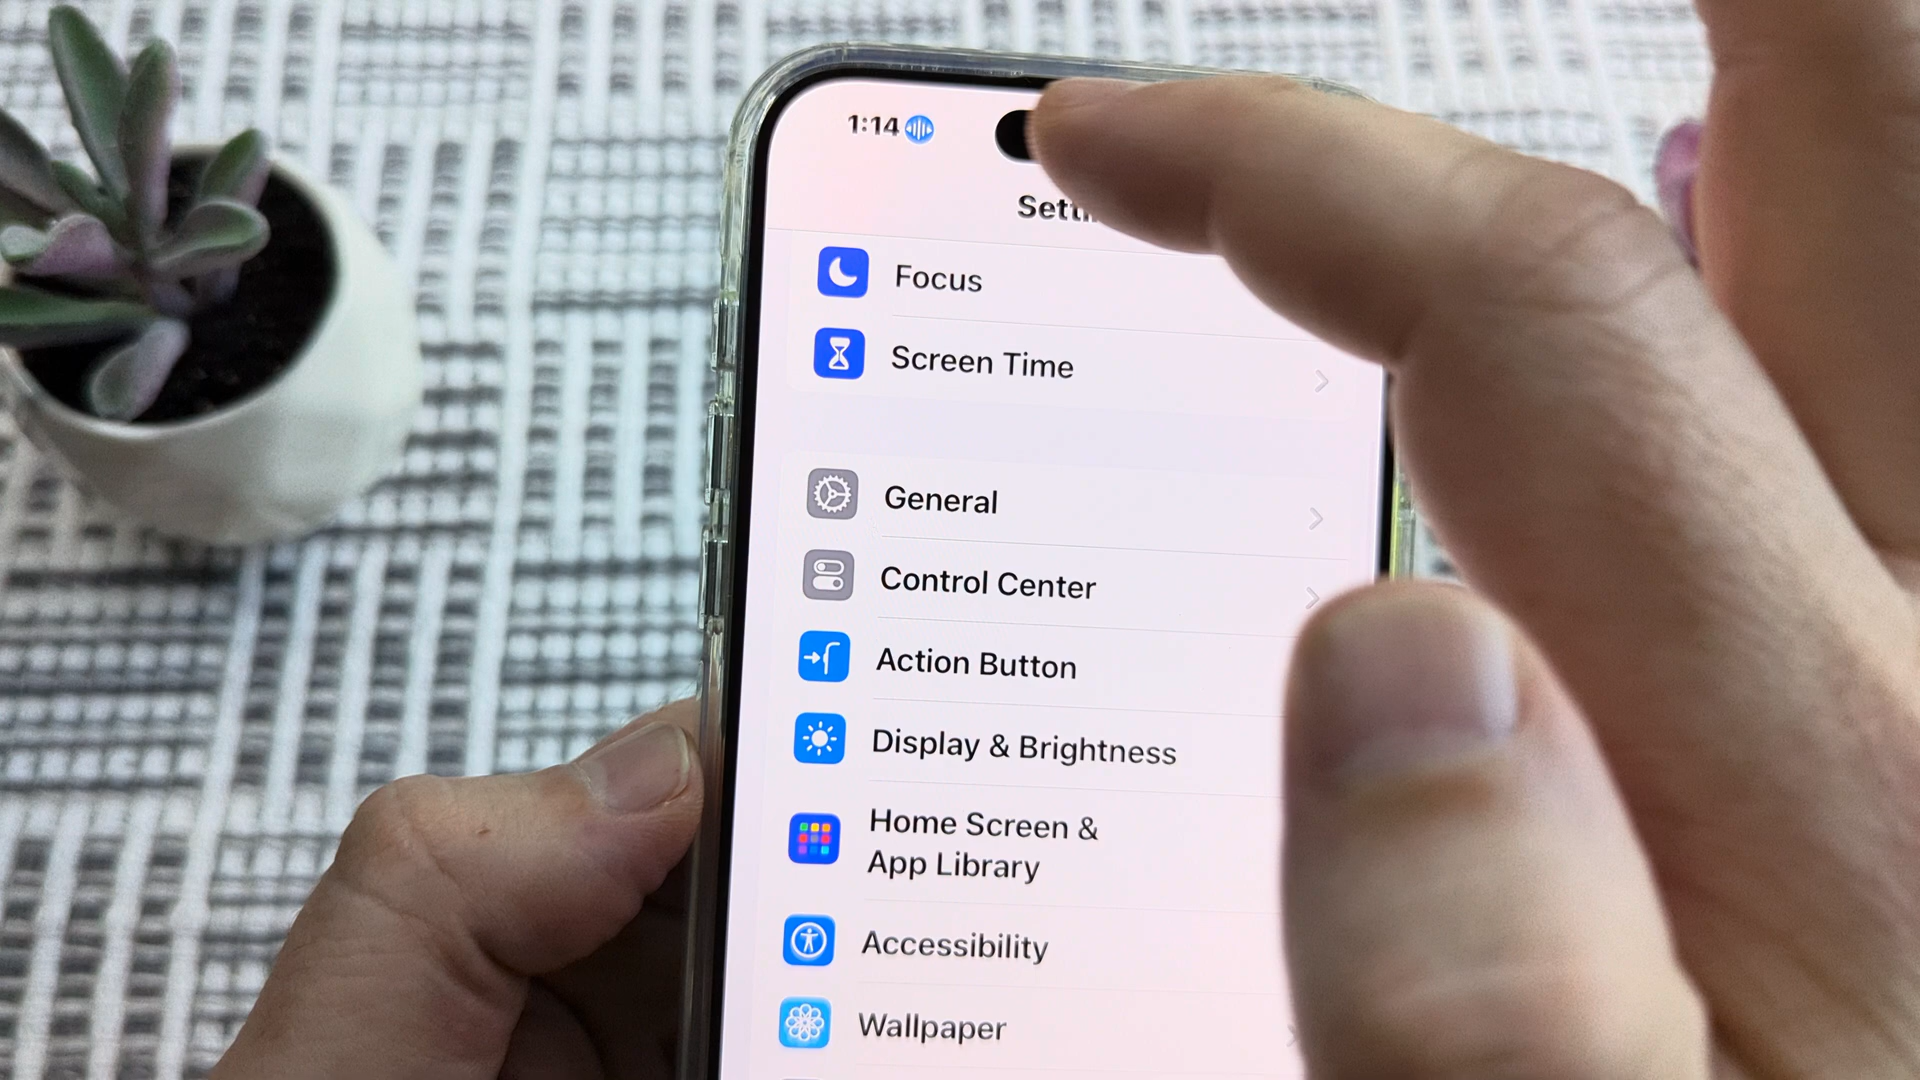 1:14
Focus
Screen Time
General
Control Center
Action Button
Display & Brightness
Home Screen &
App Library
Accessibility
Wallpaper